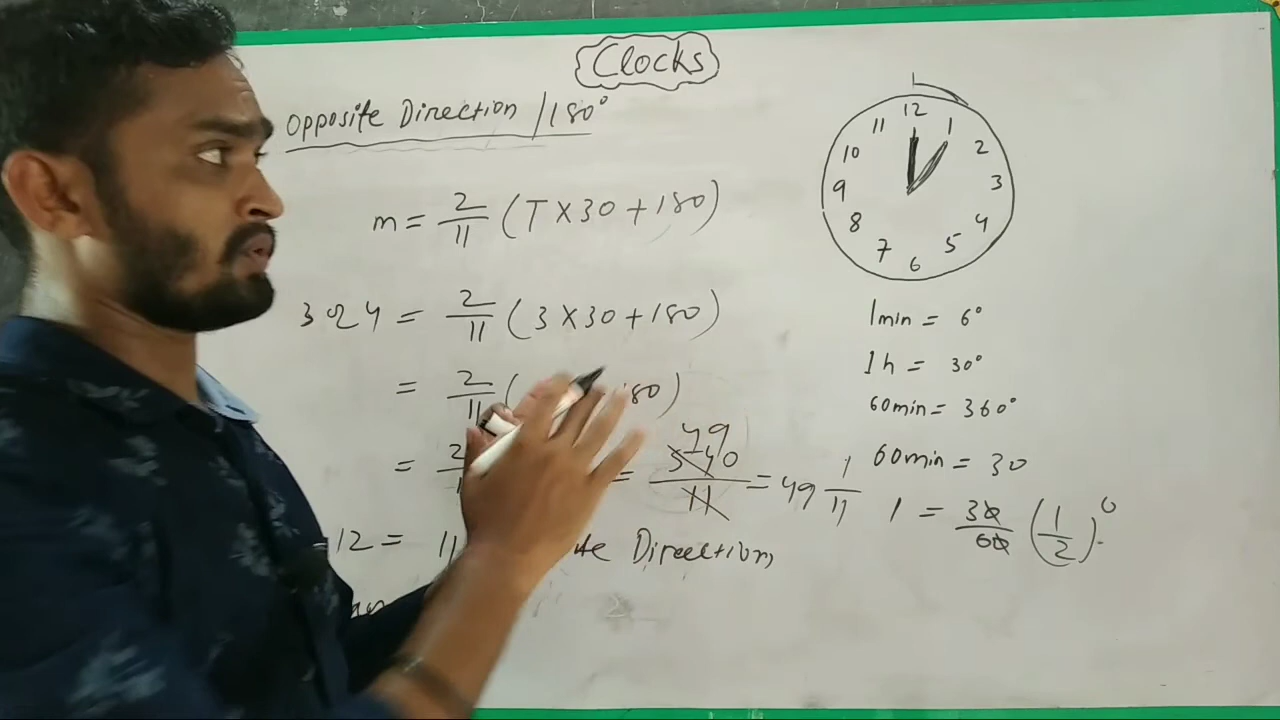 Clocks
Opposite Direction / 180°
m = 2/11 (T × 30 + 180)
3 & 4 = 2/11 (3 × 30 + 180)
= 2/11 ( 80)
= 2 = 49 540/11 = 49 1/11
12 = 11 te Direction,
12
11
1
10
2
9
3
8
4
7
5
6
1min = 6°
1h = 30°
60min = 360°
60min = 30
1 = 30/60 (1/2)°